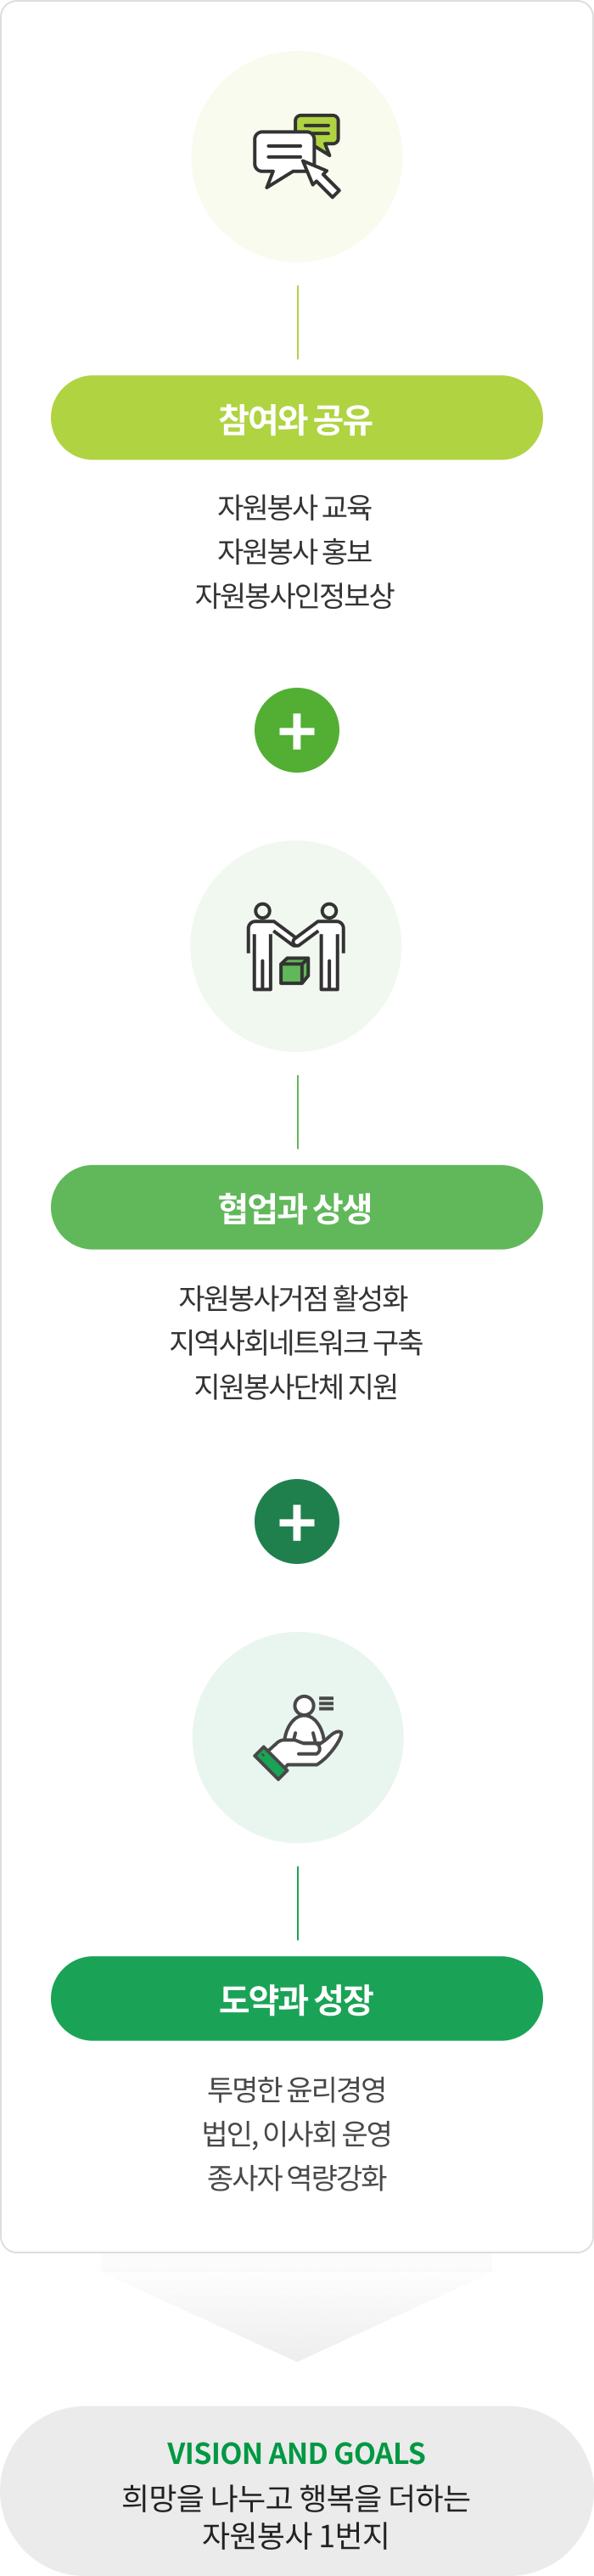 참여와 공유
자원봉사 교육
자원봉사 홍보
자원봉사인정보상
협업과 상생
자원봉사거점 활성화
지역사회네트워크 구축
지원봉사단체 지원
도약과 성장
투명한 윤리경영
법인, 이사회 운영
종사자 역량강화
VISION AND GOALS
희망을 나누고 행복을 더하는
자원봉사 1번지